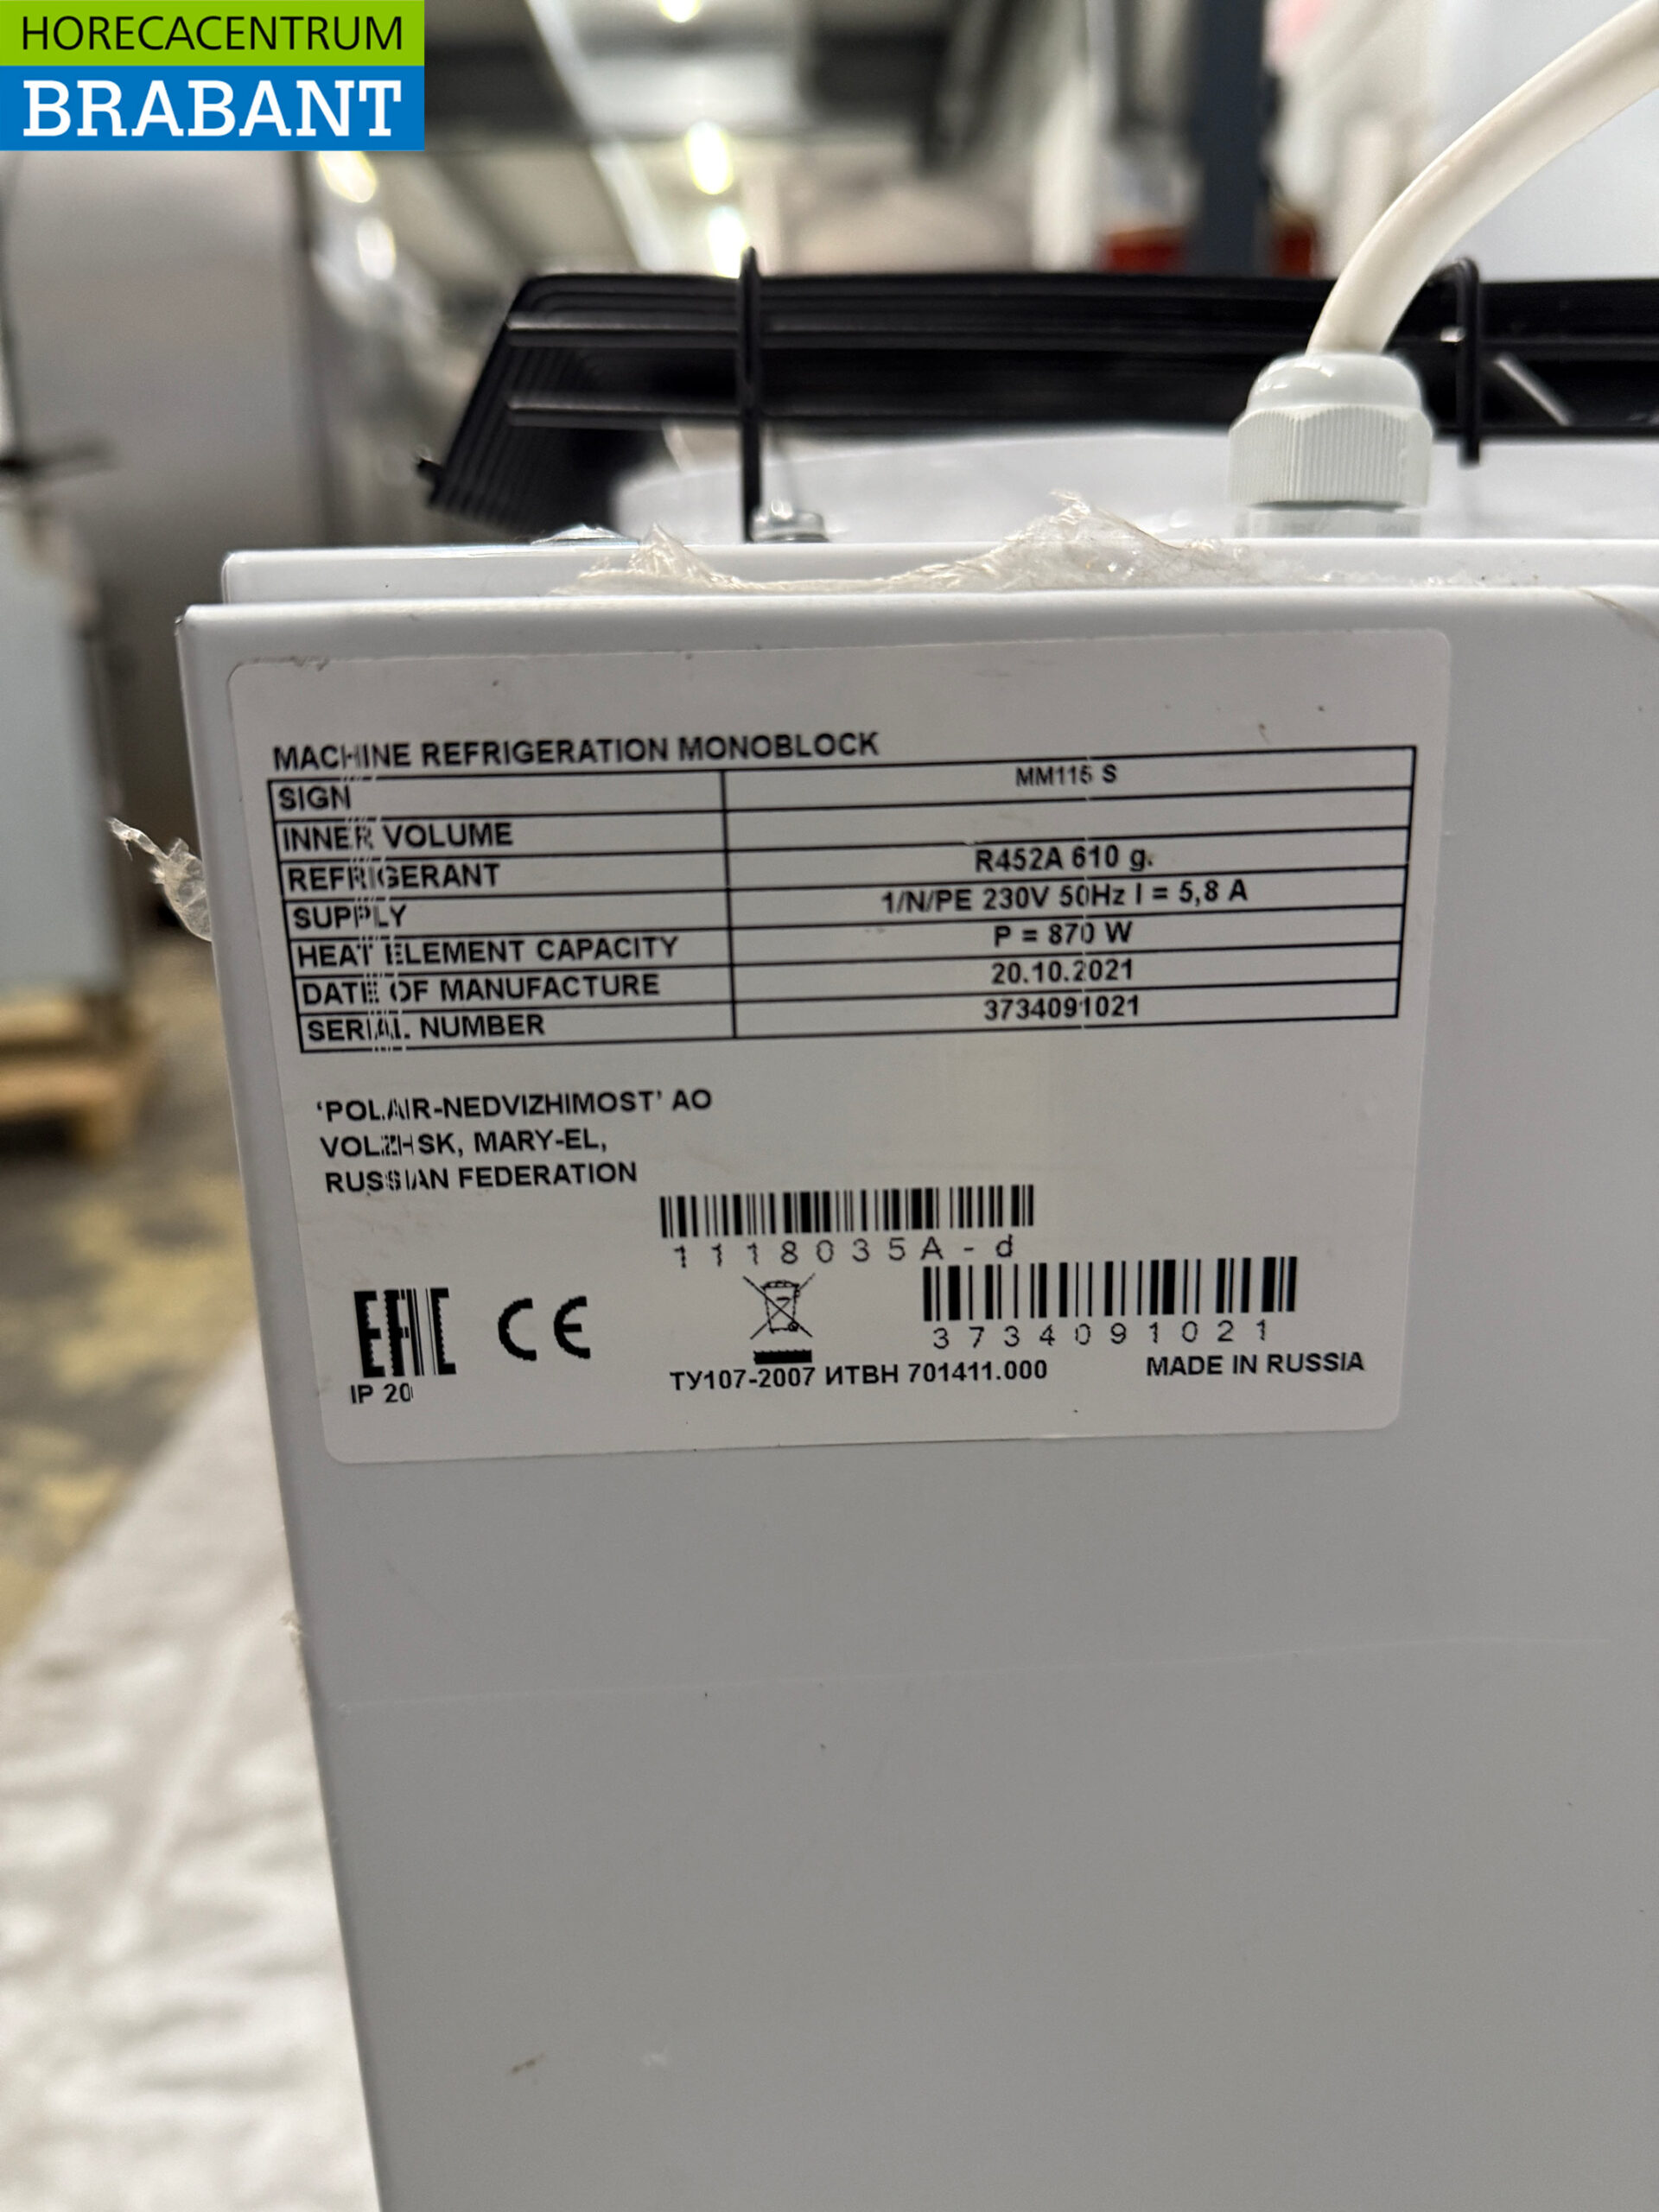 HORECACENTRUM
BRABANT
MACHINE REFRIGERATION MONOBLOCK
SIGN MM115 S
INNER VOLUME
REFRIGERANT R452A 610 g.
SUPPLY 1/N/PE 230V 50Hz I = 5,8 A
HEAT ELEMENT CAPACITY P = 870 W
DATE OF MANUFACTURE 20.10.2021
SERIAL NUMBER 3734091021
'POLAIR-NEDVIZHIMOST' AO
VOLZHSK, MARY-EL,
RUSSIAN FEDERATION
1118035A-d
EAC CE
3734091021
IP 20 ТУ107-2007 ИТВН 701411.000 MADE IN RUSSIA